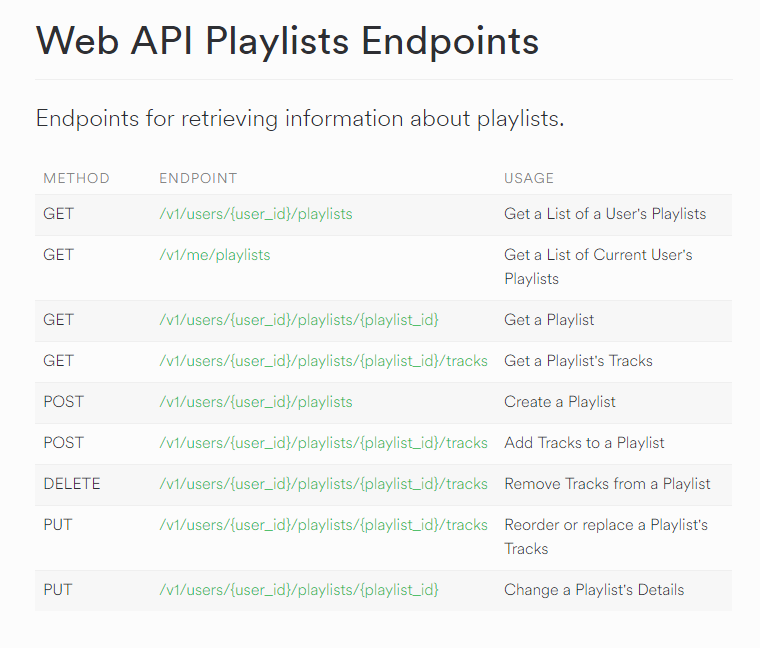 Web API Playlists Endpoints
Endpoints for retrieving information about playlists.
METHOD ENDPOINT USAGE
GET /v1/users/{user_id}/playlists Get a List of a User's Playlists
GET /v1/me/playlists Get a List of Current User's
Playlists
GET /v1/users/{user_id}/playlists/{playlist_id} Get a Playlist
GET /v1/users/{user_id}/playlists/{playlist_id}/tracks Get a Playlist's Tracks
POST /v1/users/{user_id}/playlists Create a Playlist
POST /v1/users/{user_id}/playlists/{playlist_id}/tracks Add Tracks to a Playlist
DELETE /v1/users/{user_id}/playlists/{playlist_id}/tracks Remove Tracks from a Playlist
PUT /v1/users/{user_id}/playlists/{playlist_id}/tracks Reorder or replace a Playlist's
Tracks
PUT /v1/users/{user_id}/playlists/{playlist_id} Change a Playlist's Details